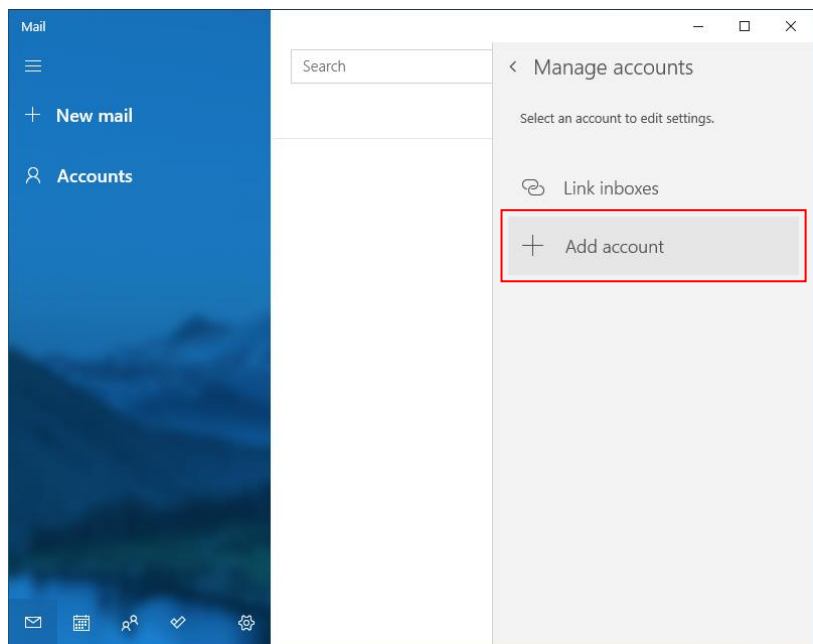 Mail
Search
Manage accounts
New mail
Select an account to edit settings.
Accounts
Link inboxes
Add account